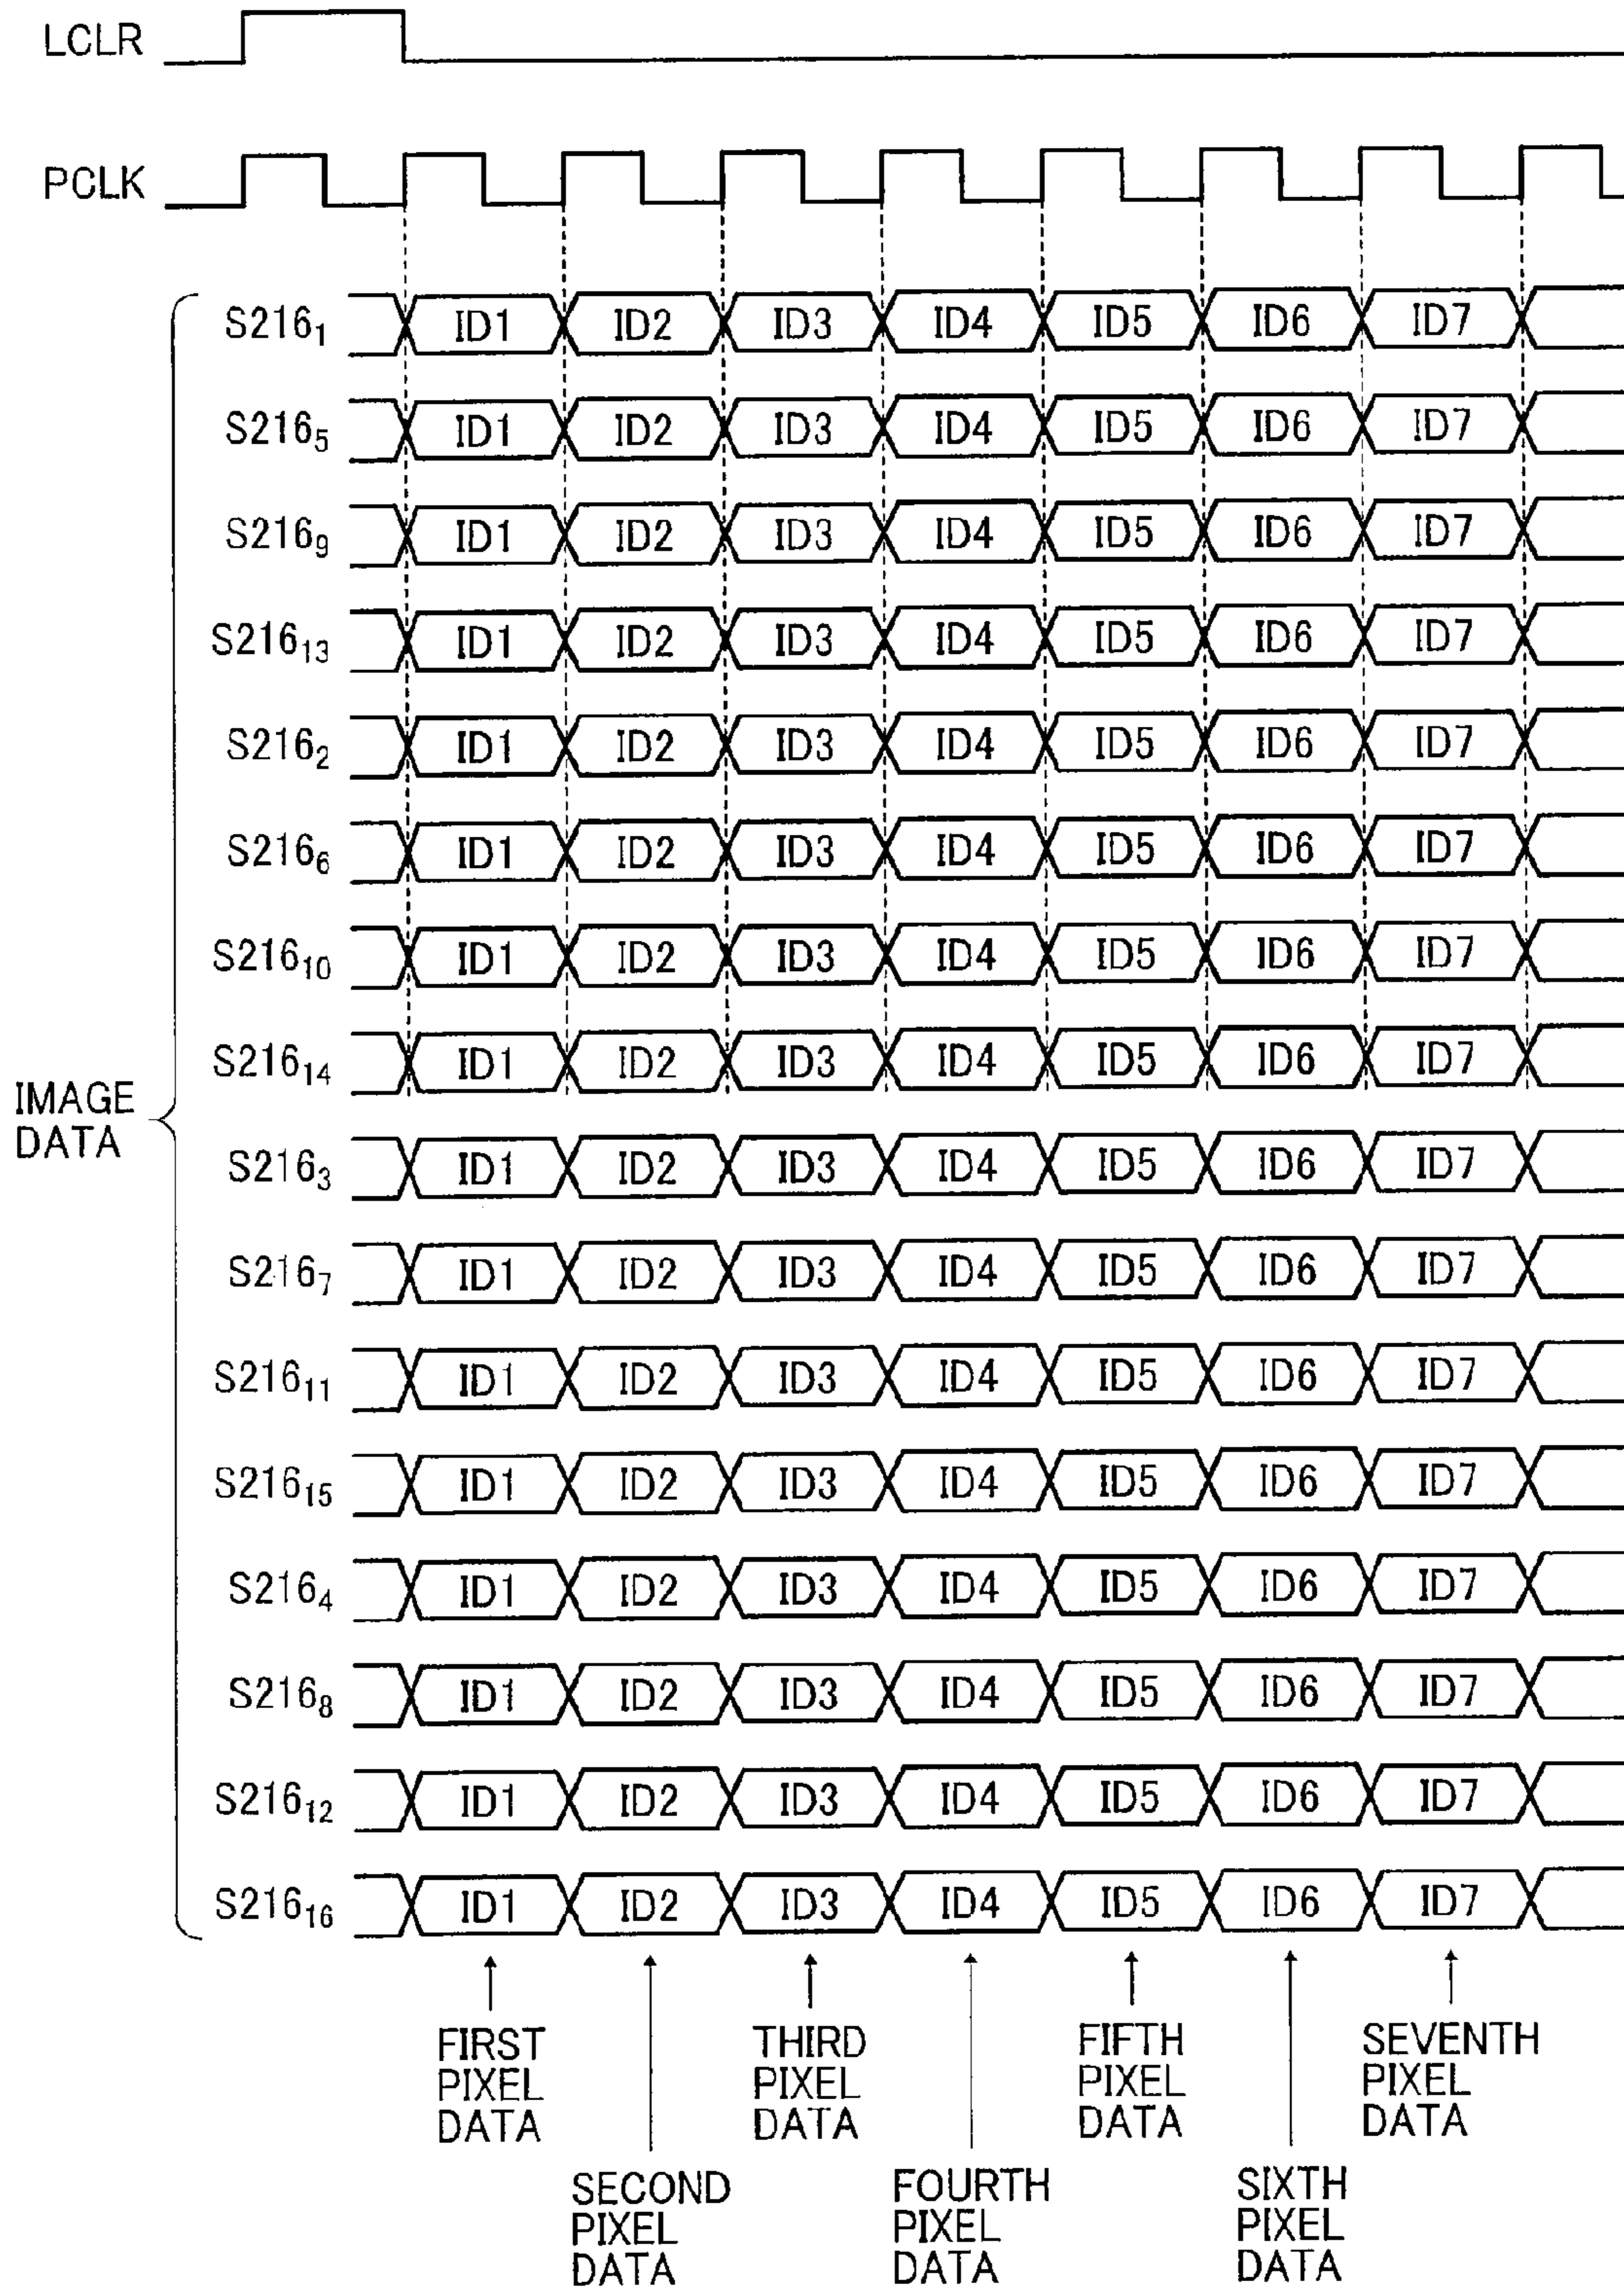 LCLR
PCLK
S216₁ ID1 ID2 ID3 ID4 ID5 ID6 ID7
S216₅ ID1 ID2 ID3 ID4 ID5 ID6 ID7
S216₉ ID1 ID2 ID3 ID4 ID5 ID6 ID7
S216₁₃ ID1 ID2 ID3 ID4 ID5 ID6 ID7
S216₂ ID1 ID2 ID3 ID4 ID5 ID6 ID7
S216₆ ID1 ID2 ID3 ID4 ID5 ID6 ID7
S216₁₀ ID1 ID2 ID3 ID4 ID5 ID6 ID7
S216₁₄ ID1 ID2 ID3 ID4 ID5 ID6 ID7
IMAGE
DATA
S216₃ ID1 ID2 ID3 ID4 ID5 ID6 ID7
S216₇ ID1 ID2 ID3 ID4 ID5 ID6 ID7
S216₁₁ ID1 ID2 ID3 ID4 ID5 ID6 ID7
S216₁₅ ID1 ID2 ID3 ID4 ID5 ID6 ID7
S216₄ ID1 ID2 ID3 ID4 ID5 ID6 ID7
S216₈ ID1 ID2 ID3 ID4 ID5 ID6 ID7
S216₁₂ ID1 ID2 ID3 ID4 ID5 ID6 ID7
S216₁₆ ID1 ID2 ID3 ID4 ID5 ID6 ID7
FIRST
PIXEL
DATA
SECOND
PIXEL
DATA
THIRD
PIXEL
DATA
FOURTH
PIXEL
DATA
FIFTH
PIXEL
DATA
SIXTH
PIXEL
DATA
SEVENTH
PIXEL
DATA